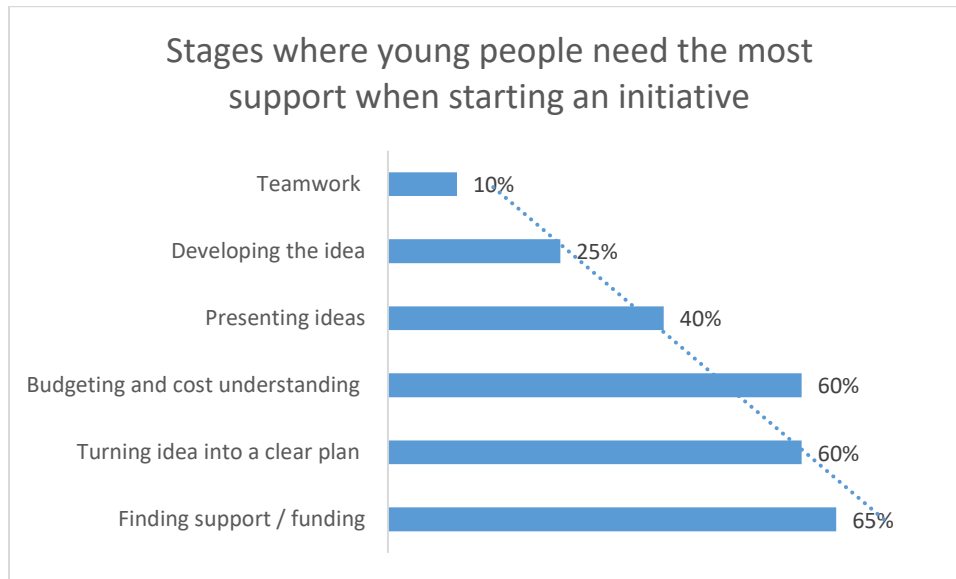 Stages where young people need the most
support when starting an initiative
Teamwork 10%
Developing the idea 25%
Presenting ideas 40%
Budgeting and cost understanding 60%
Turning idea into a clear plan 60%
Finding support / funding 65%